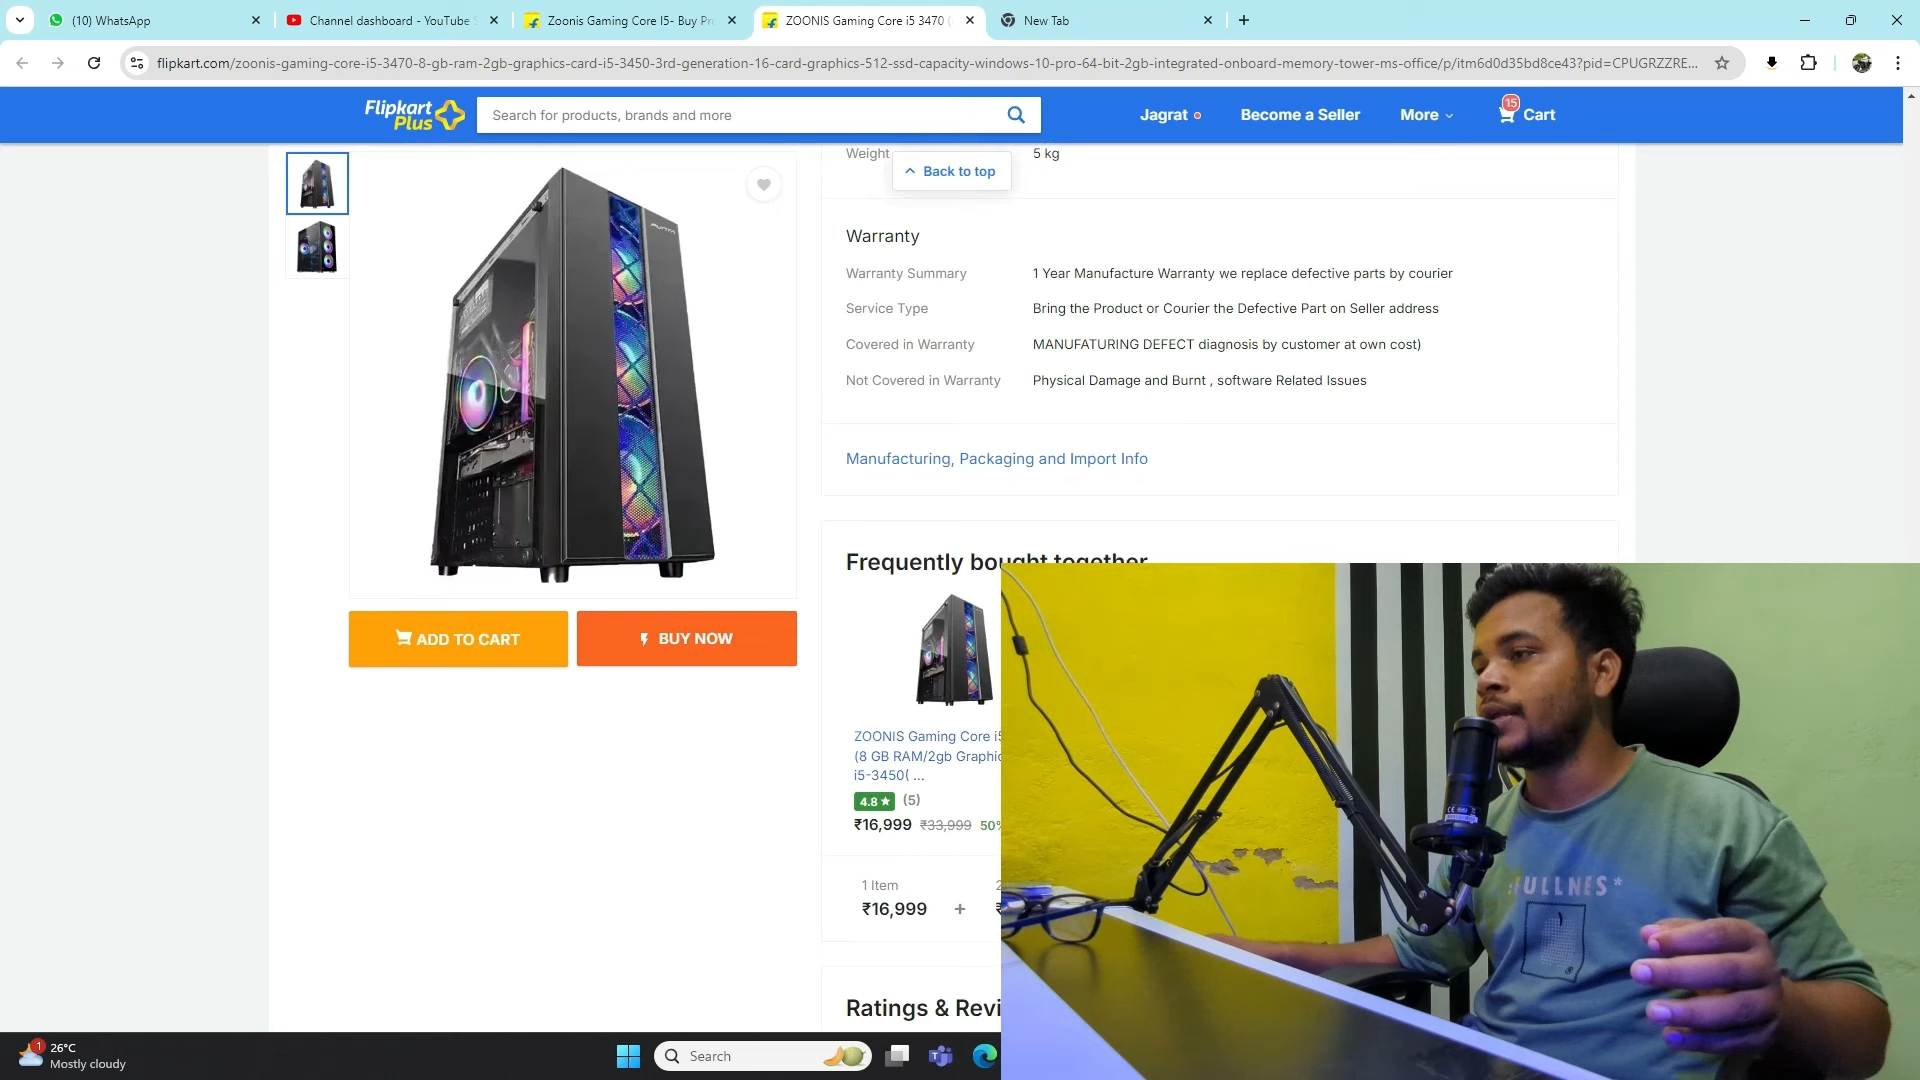 (10) WhatsApp
Channel dashboard - YouTube S
Zoonis Gaming Core I5- Buy Pr
ZOONIS Gaming Core i5 3470 (
New Tab
flipkart.com/zoonis-gaming-core-i5-3470-8-gb-ram-2gb-graphics-card-i5-3450-3rd-generation-16-card-graphics-512-ssd-capacity-windows-10-pro-64-bit-2gb-integrated-onboard-memory-tower-ms-office/p/itm6d0d35bd8ce43?pid=CPUGRZZRE...
Flipkart
Plus
Search for products, brands and more
Jagrat
Become a Seller
More
15
Cart
Weight
5 kg
Back to top
Warranty
Warranty Summary
1 Year Manufacture Warranty we replace defective parts by courier
Service Type
Bring the Product or Courier the Defective Part on Seller address
Covered in Warranty
MANUFATURING DEFECT diagnosis by customer at own cost)
Not Covered in Warranty
Physical Damage and Burnt , software Related Issues
Manufacturing, Packaging and Import Info
ADD TO CART
BUY NOW
Frequently bought together
ZOONIS Gaming Core i5
(8 GB RAM/2gb Graphic
i5-3450( ...
4.8 ★ (5)
₹16,999 ₹33,999 50%
1 Item
₹16,999
+
₹
Ratings & Revi
FULLNES*
1
26°C
Mostly cloudy
Search